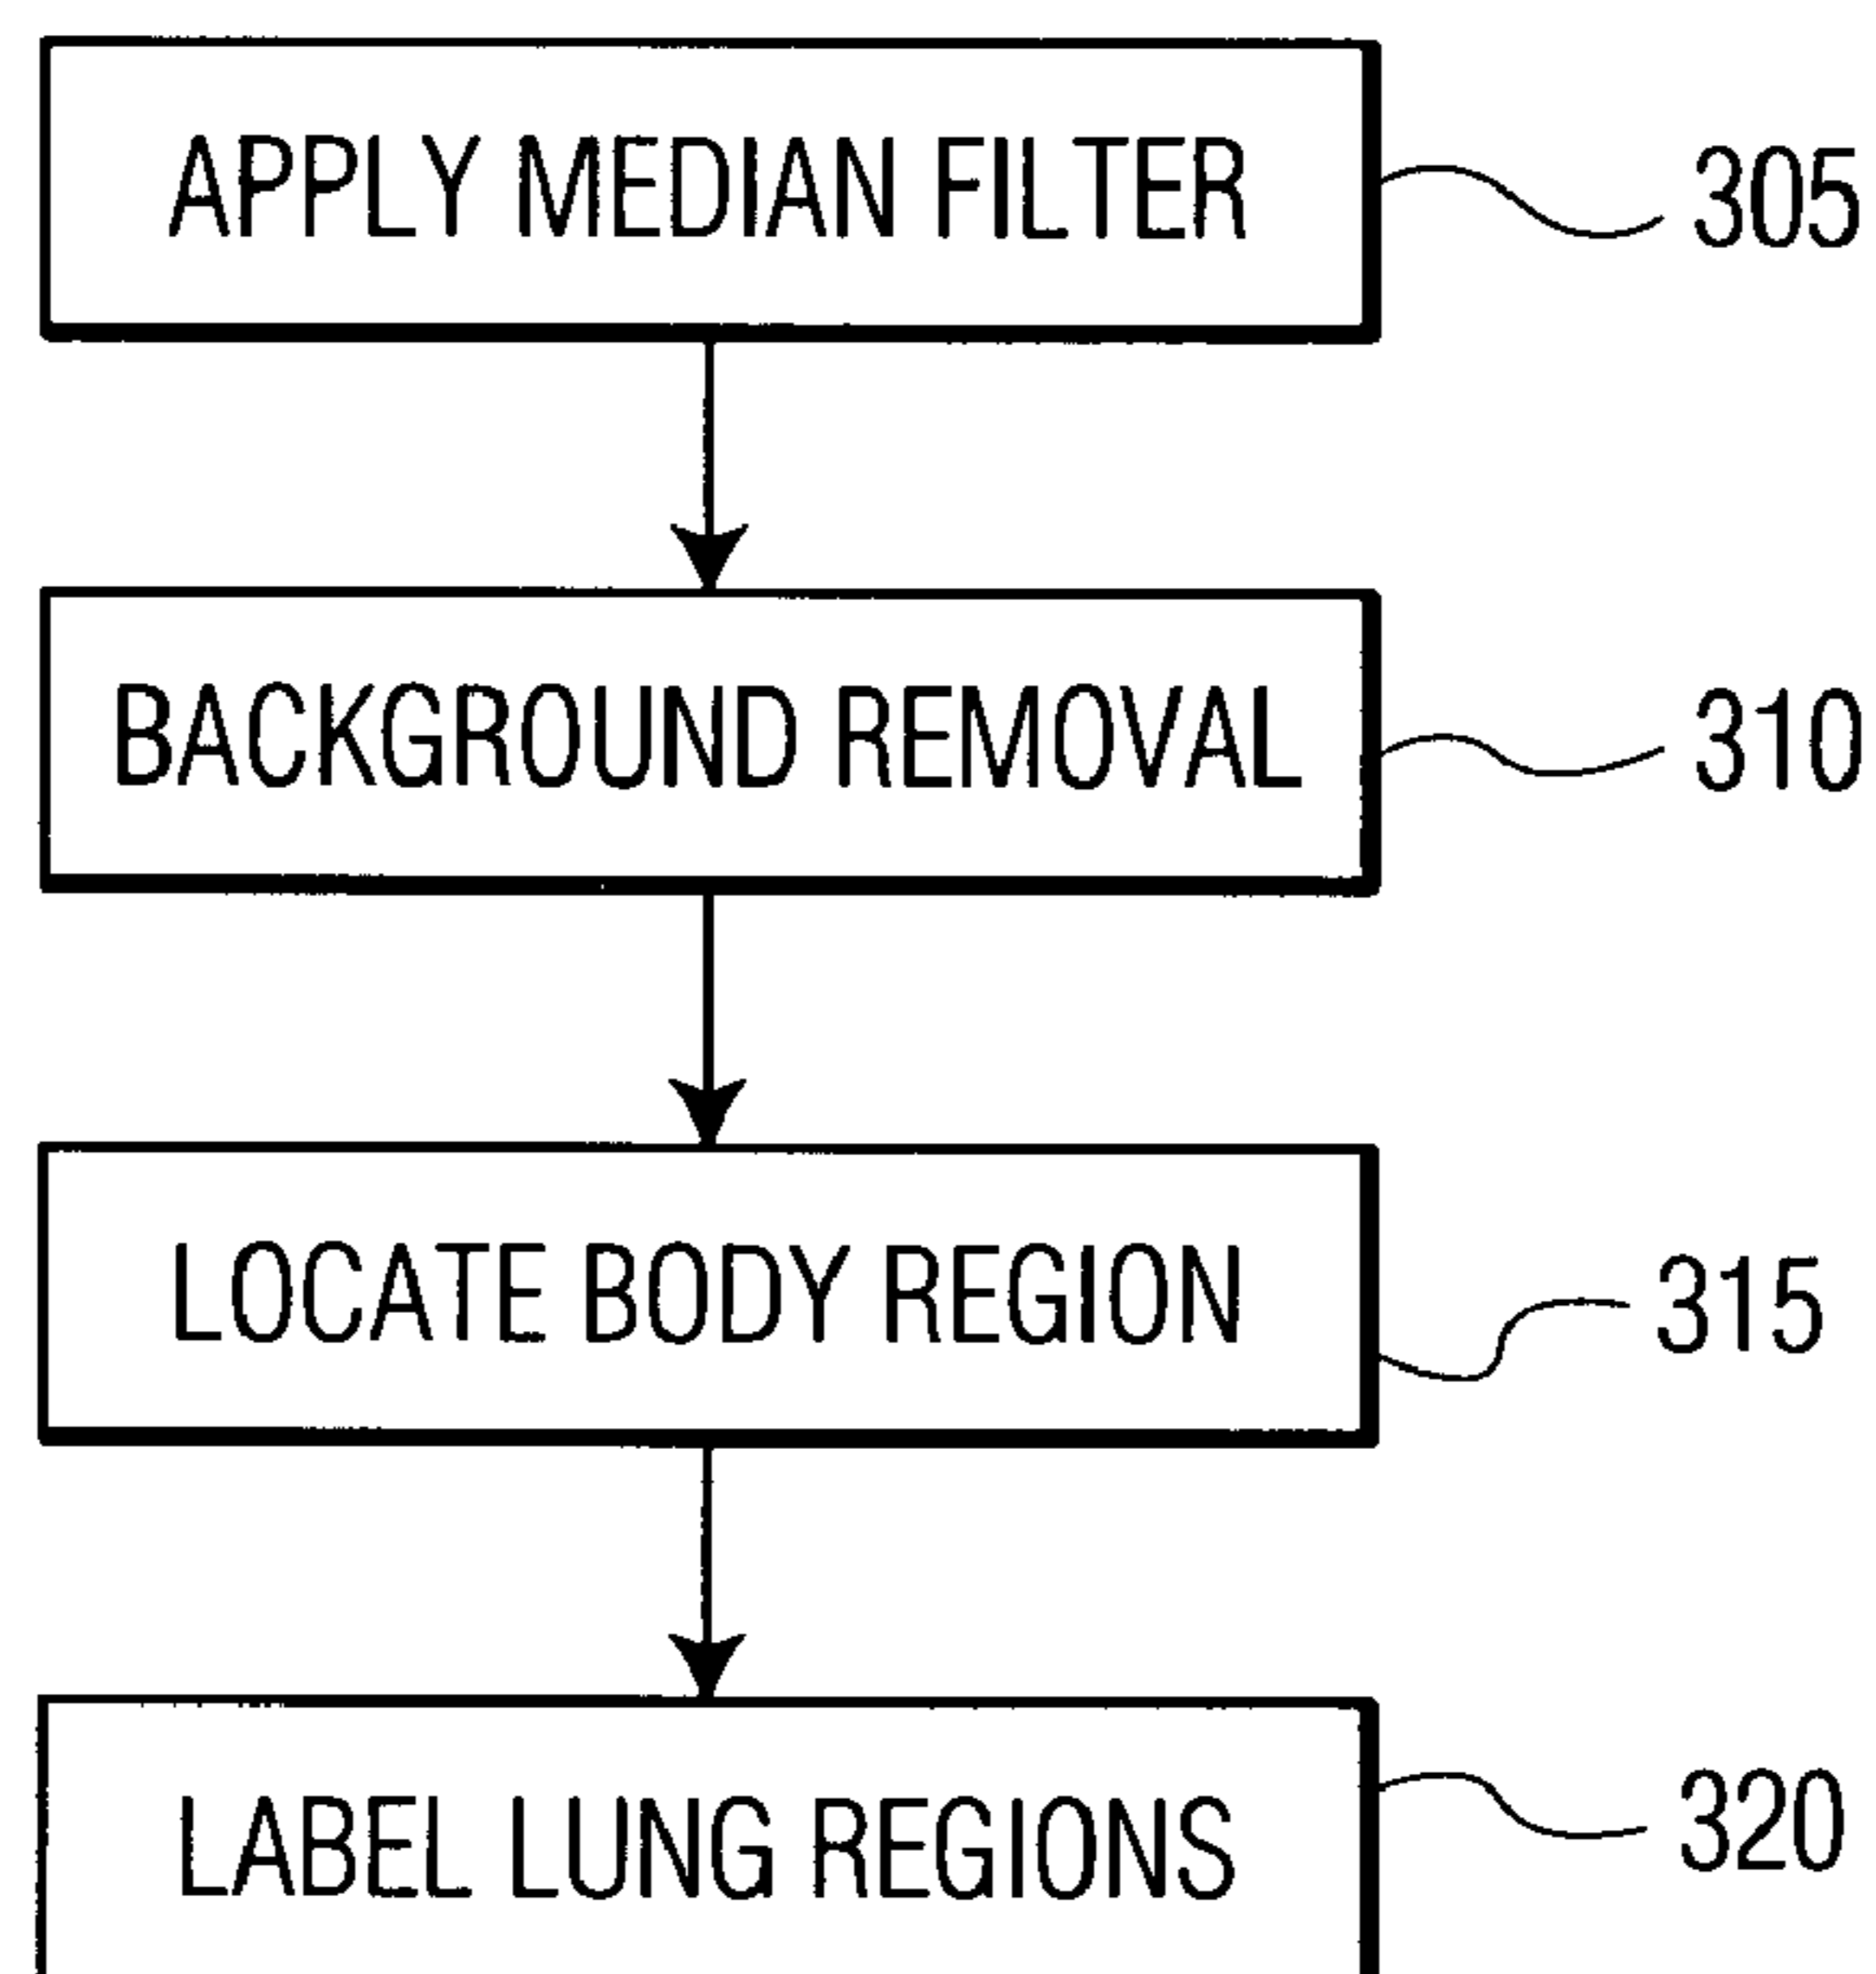 APPLY MEDIAN FILTER 305
BACKGROUND REMOVAL 310
LOCATE BODY REGION 315
LABEL LUNG REGIONS 320